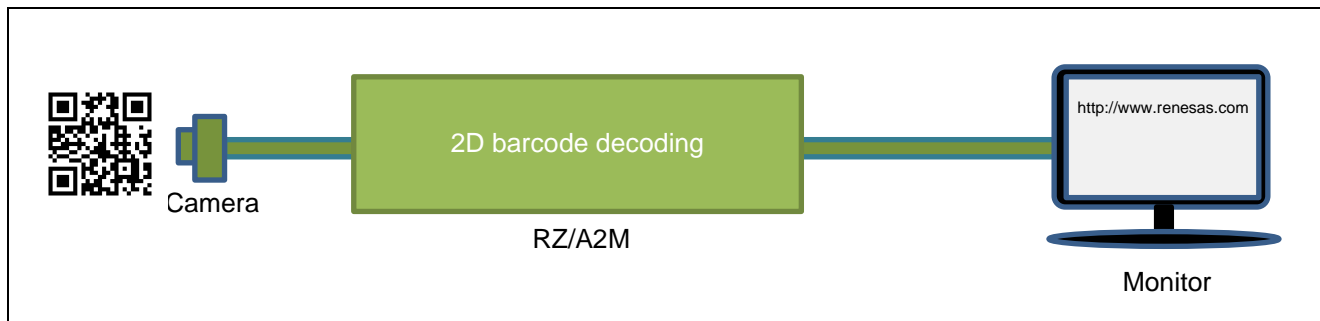 2D barcode decoding
http://www.renesas.com
Camera
RZ/A2M
Monitor